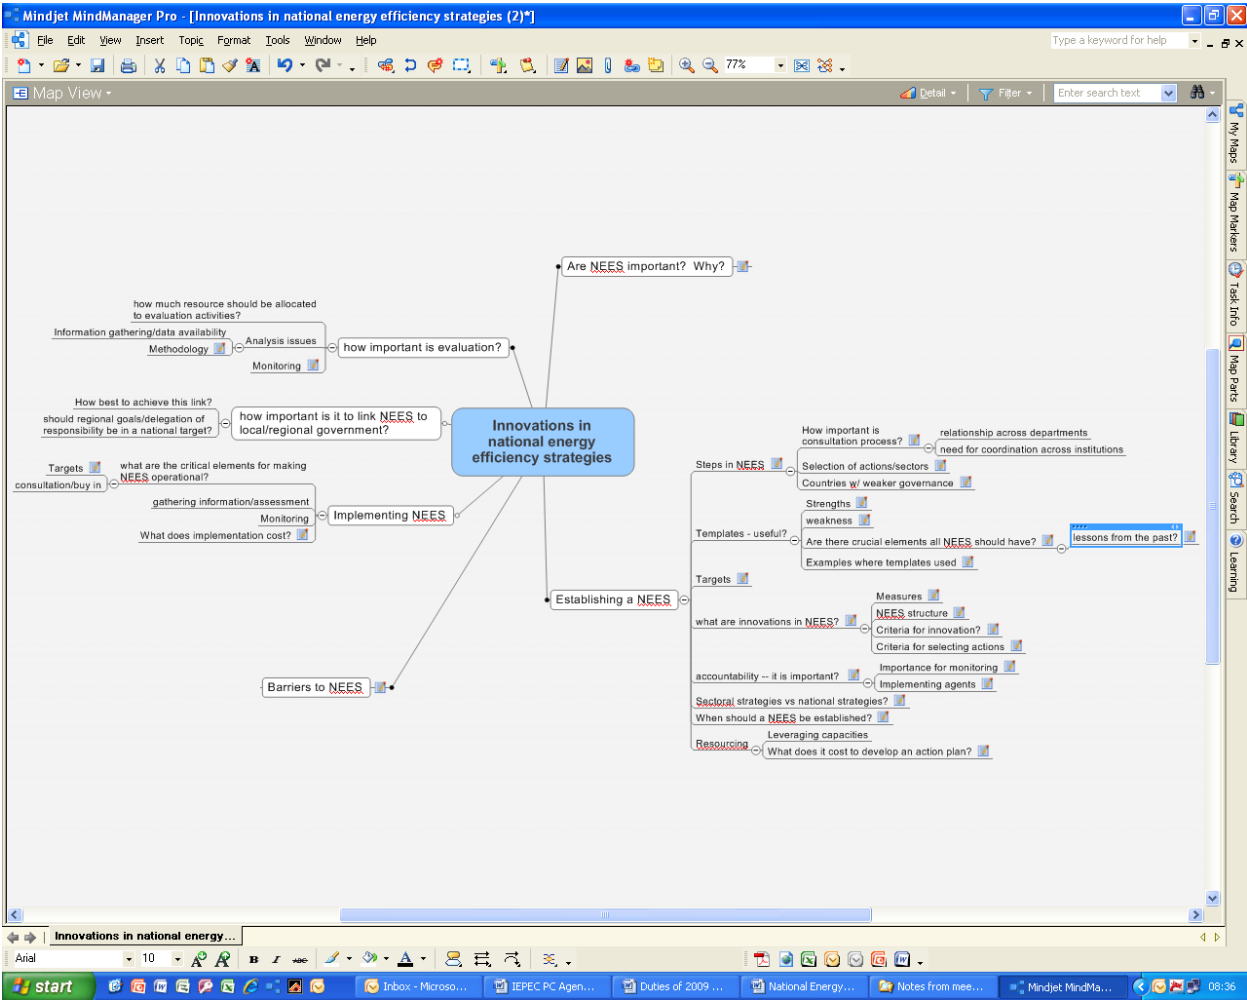 Mindjet MindManager Pro - [Innovations in national energy efficiency strategies (2)*]
File Edit View Insert Topic Format Tools Window Help
Type a keyword for help
77%
Map View
Detail
Filter
Enter search text
My Maps
Map Markers
Task Info
Map Parts
Library
Search
Learning
Are NEES important?  Why?
how much resource should be allocated
to evaluation activities?
Information gathering/data availability
Methodology
Analysis issues
Monitoring
how important is evaluation?
How best to achieve this link?
should regional goals/delegation of
responsibility be in a national target?
how important is it to link NEES to
local/regional government?
Innovations in
national energy
efficiency strategies
Targets
consultation/buy in
what are the critical elements for making
NEES operational?
gathering information/assessment
Monitoring
What does implementation cost?
Implementing NEES
Barriers to NEES
Establishing a NEES
Steps in NEES
How important is
consultation process?
relationship across departments
need for coordination across institutions
Selection of actions/sectors
Countries w/ weaker governance
Templates - useful?
Strengths
weakness
Are there crucial elements all NEES should have?
lessons from the past?
Examples where templates used
Targets
what are innovations in NEES?
Measures
NEES structure
Criteria for innovation?
Criteria for selecting actions
accountability -- it is important?
Importance for monitoring
Implementing agents
Sectoral strategies vs national strategies?
When should a NEES be established?
Resourcing
Leveraging capacities
What does it cost to develop an action plan?
Innovations in national energy...
Arial 10 B I abc
start
Inbox - Microso...
IEPEC PC Agen...
Duties of 2009 ...
National Energy...
Notes from mee...
Mindjet MindMa...
08:36